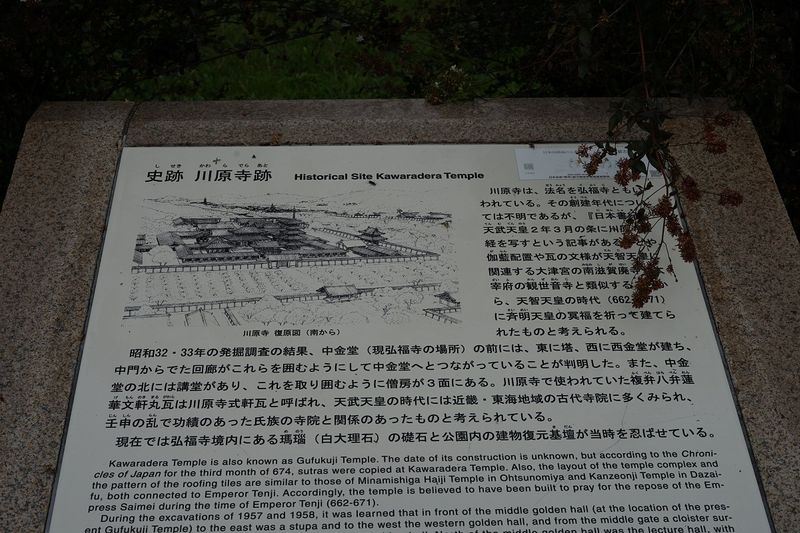 史跡 川原寺跡 Historical Site Kawaradera Temple
川原寺は、法名を弘福寺ともい
われている。その創建年代につい
ては不明であるが、『日本書
天武天皇2年3月の条に川
経を写すという記事がある
伽藍配置や瓦の文様が天智天皇
関連する大津宮の南滋賀廃寺
宰府の観世音寺と類似する
ら、天智天皇の時代(662 671)
に斉明天皇の冥福を祈って建てら
れたものと考えられる。
川原寺 復原図(南から)
昭和32・33年の発掘調査の結果、中金堂(現弘福寺の場所)の前には、東に塔、西に西金堂が建ち、
中門からでた回廊がこれらを囲むようにして中金堂へとつながっていることが判明した。また、中金
堂の北には講堂があり、これを取り囲むように僧房が3面にある。川原寺で使われていた複弁八弁蓮
華文軒丸瓦は川原寺式軒瓦と呼ばれ、天武天皇の時代には近畿・東海地域の古代寺院に多くみられ、
壬申の乱で功績のあった氏族の寺院と関係のあったものと考えられている。
現在では弘福寺境内にある瑪瑙(白大理石)の礎石と公園内の建物復元基壇が当時を忍ばせている。
Kawaradera Temple is also known as Gufukuji Temple. The date of its construction is unknown, but according to the Chroni-
cles of Japan for the third month of 674, sutras were copied at Kawaradera Temple. Also, the layout of the temple complex and
the pattern of the roofing tiles are similar to those of Minamishiga Haiji Temple in Ohtsunomiya and Kanzeonji Temple in Dazai-
fu, both connected to Emperor Tenji. Accordingly, the temple is believed to have been built to pray for the repose of the Em-
press Saimei during the time of Emperor Tenji (662-671).
During the excavations of 1957 and 1958, it was learned that in front of the middle golden hall (at the location of the pres-
ent Gufukuji Temple) to the east was a stupa and to the west the western golden hall, and from the middle gate a cloister sur-
North of the middle golden hall was the lecture hall, with